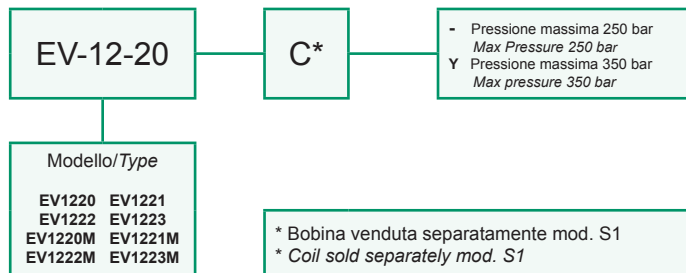 EV-12-20
C*
- Pressione massima 250 bar
Max Pressure 250 bar
Y Pressione massima 350 bar
Max pressure 350 bar
Modello/Type
EV1220 EV1221
EV1222 EV1223
EV1220M EV1221M
EV1222M EV1223M
* Bobina venduta separatamente mod. S1
* Coil sold separately mod. S1